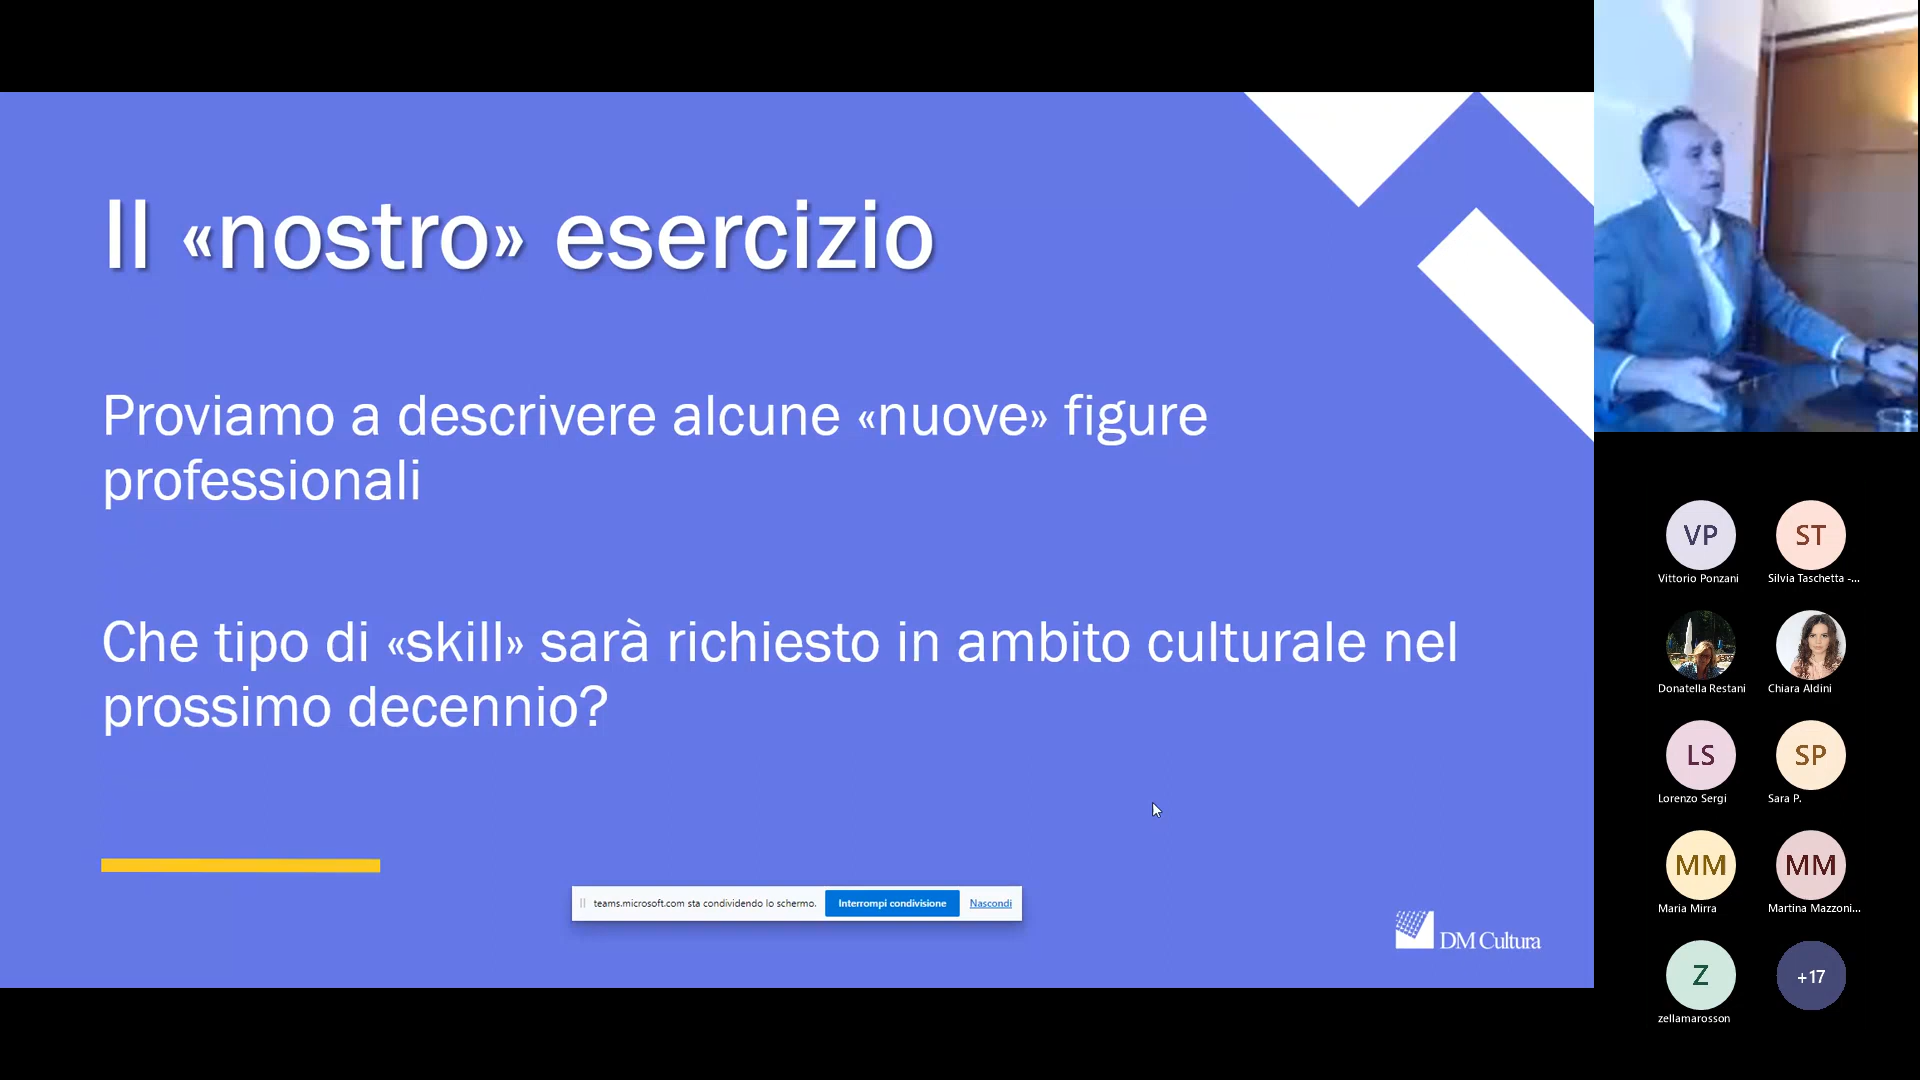 Il «nostro» esercizio
Proviamo a descrivere alcune «nuove» figure
professionali
Che tipo di «skill» sarà richiesto in ambito culturale nel
prossimo decennio?
teams.microsoft.com sta condividendo lo schermo. Interrompi condivisione Nascondi
DM Cultura
VP ST
Vittorio Ponzani Silvia Taschetta -...
Donatella Restani Chiara Aldini
LS SP
Lorenzo Sergi Sara P.
MM MM
Maria Mirra Martina Mazzoni...
Z +17
zellamarosson